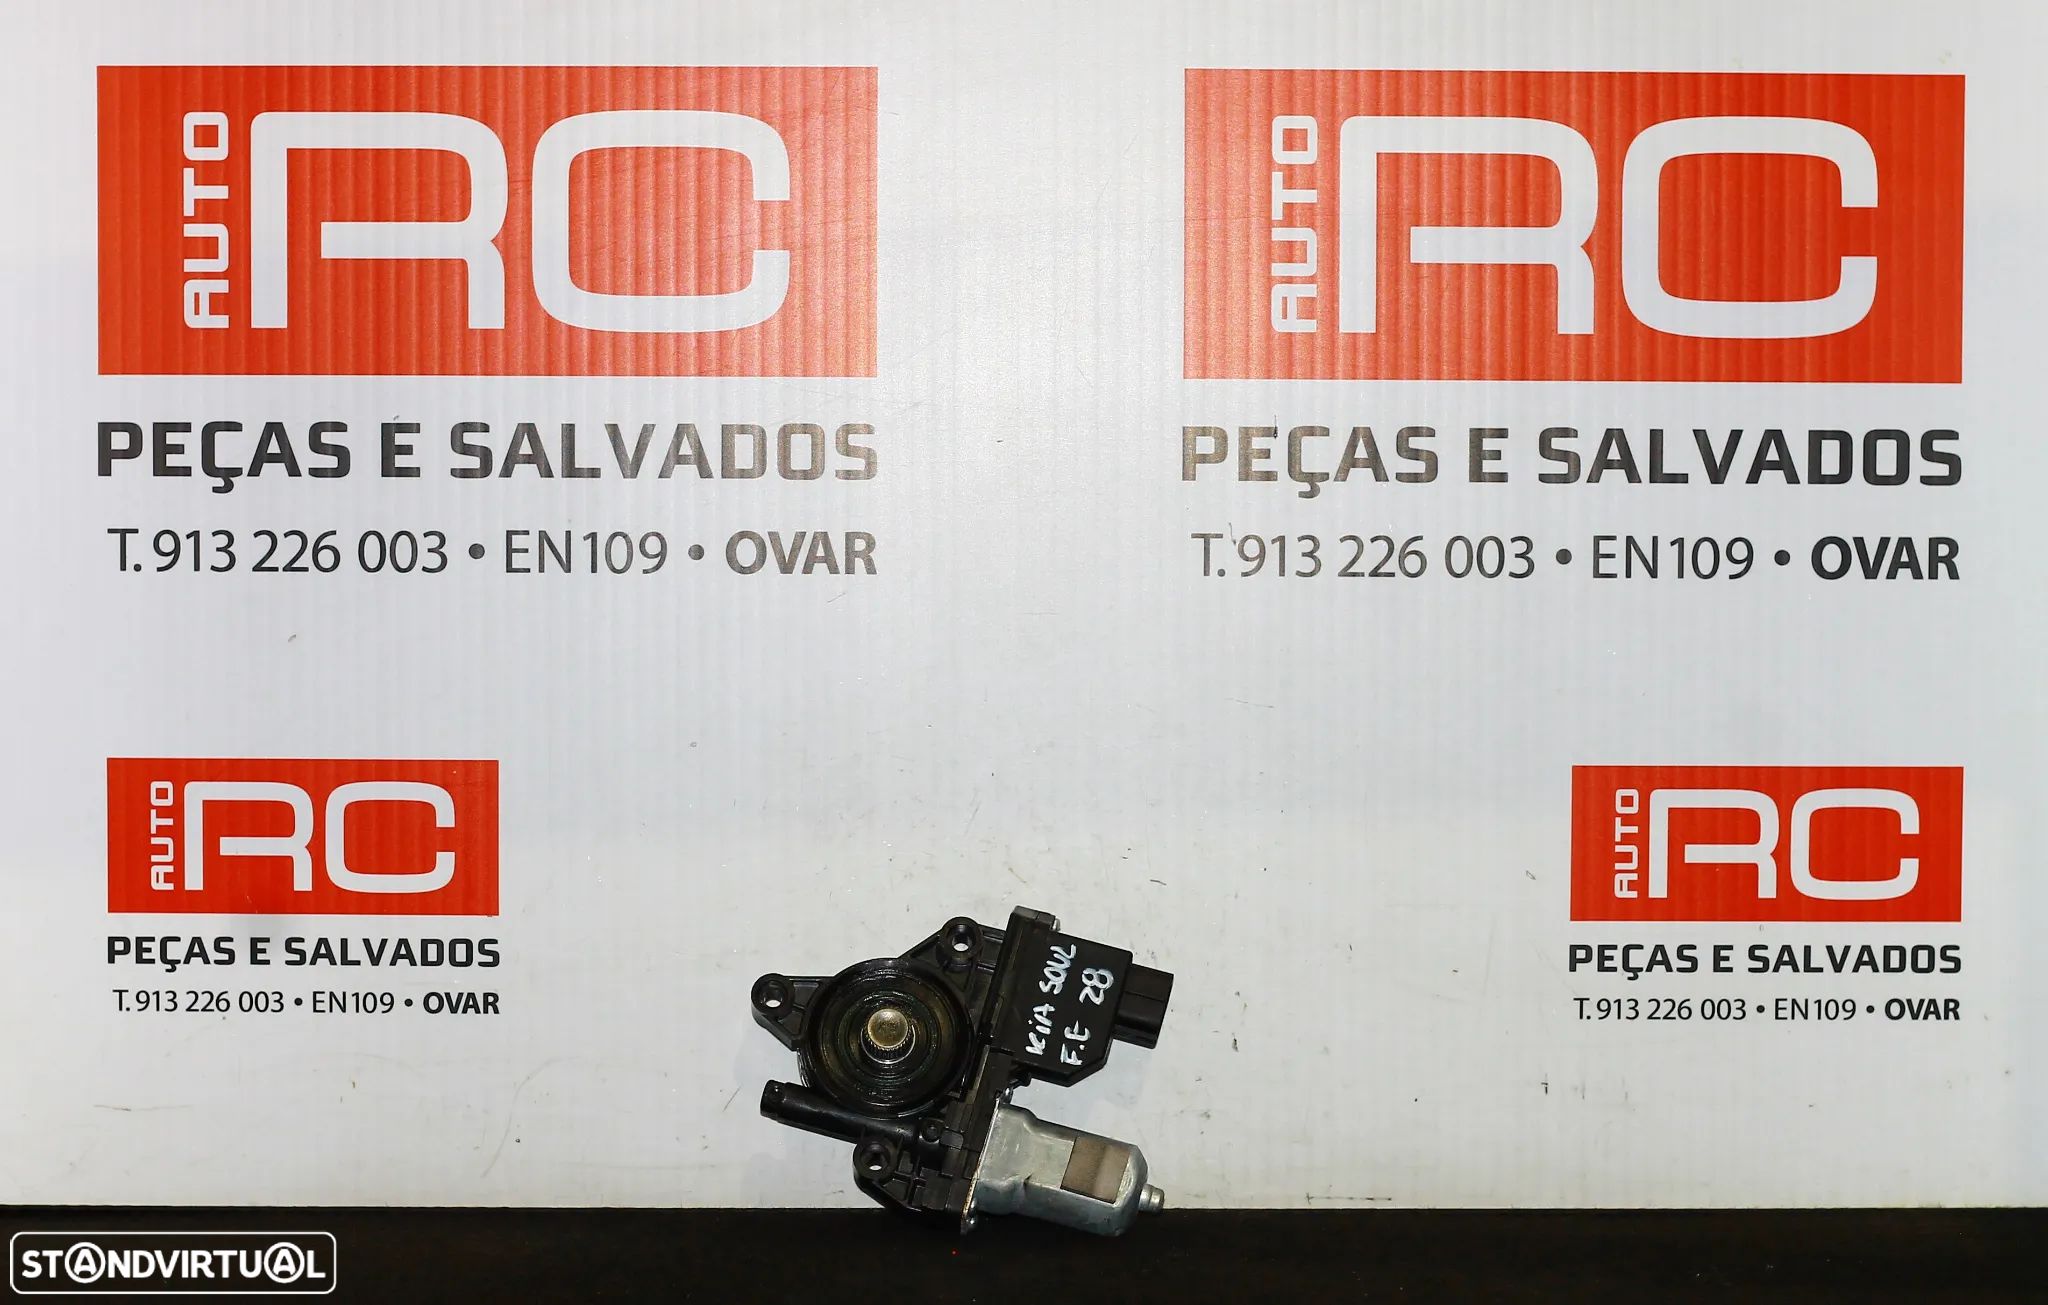 AUTO RC
PEÇAS E SALVADOS
T. 913 226 003 • EN109 • OVAR
AUTO RC
PEÇAS E SALVADOS
T. 913 226 003 • EN109 • OVAR
AUTO RC
PEÇAS E SALVADOS
T. 913 226 003 • EN109 • OVAR
AUTO RC
PEÇAS E SALVADOS
T. 913 226 003 • EN109 • OVAR
KIA SOUL
F.E 28
STANDVIRTUAL